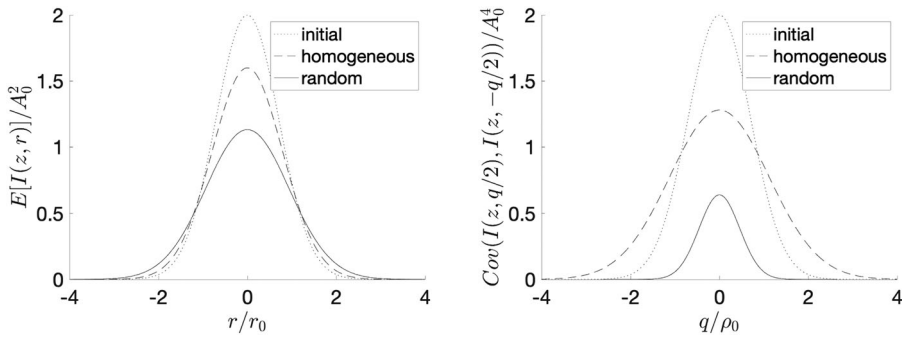 E[I(z, r)]/A_0^2
2
1.5
1
0.5
0
-4
-2
0
2
4
r/r_0
initial
homogeneous
random
Cov(I(z, q/2), I(z, -q/2))/A_0^4
2
1.5
1
0.5
0
-4
-2
0
2
4
q/ρ_0
initial
homogeneous
random